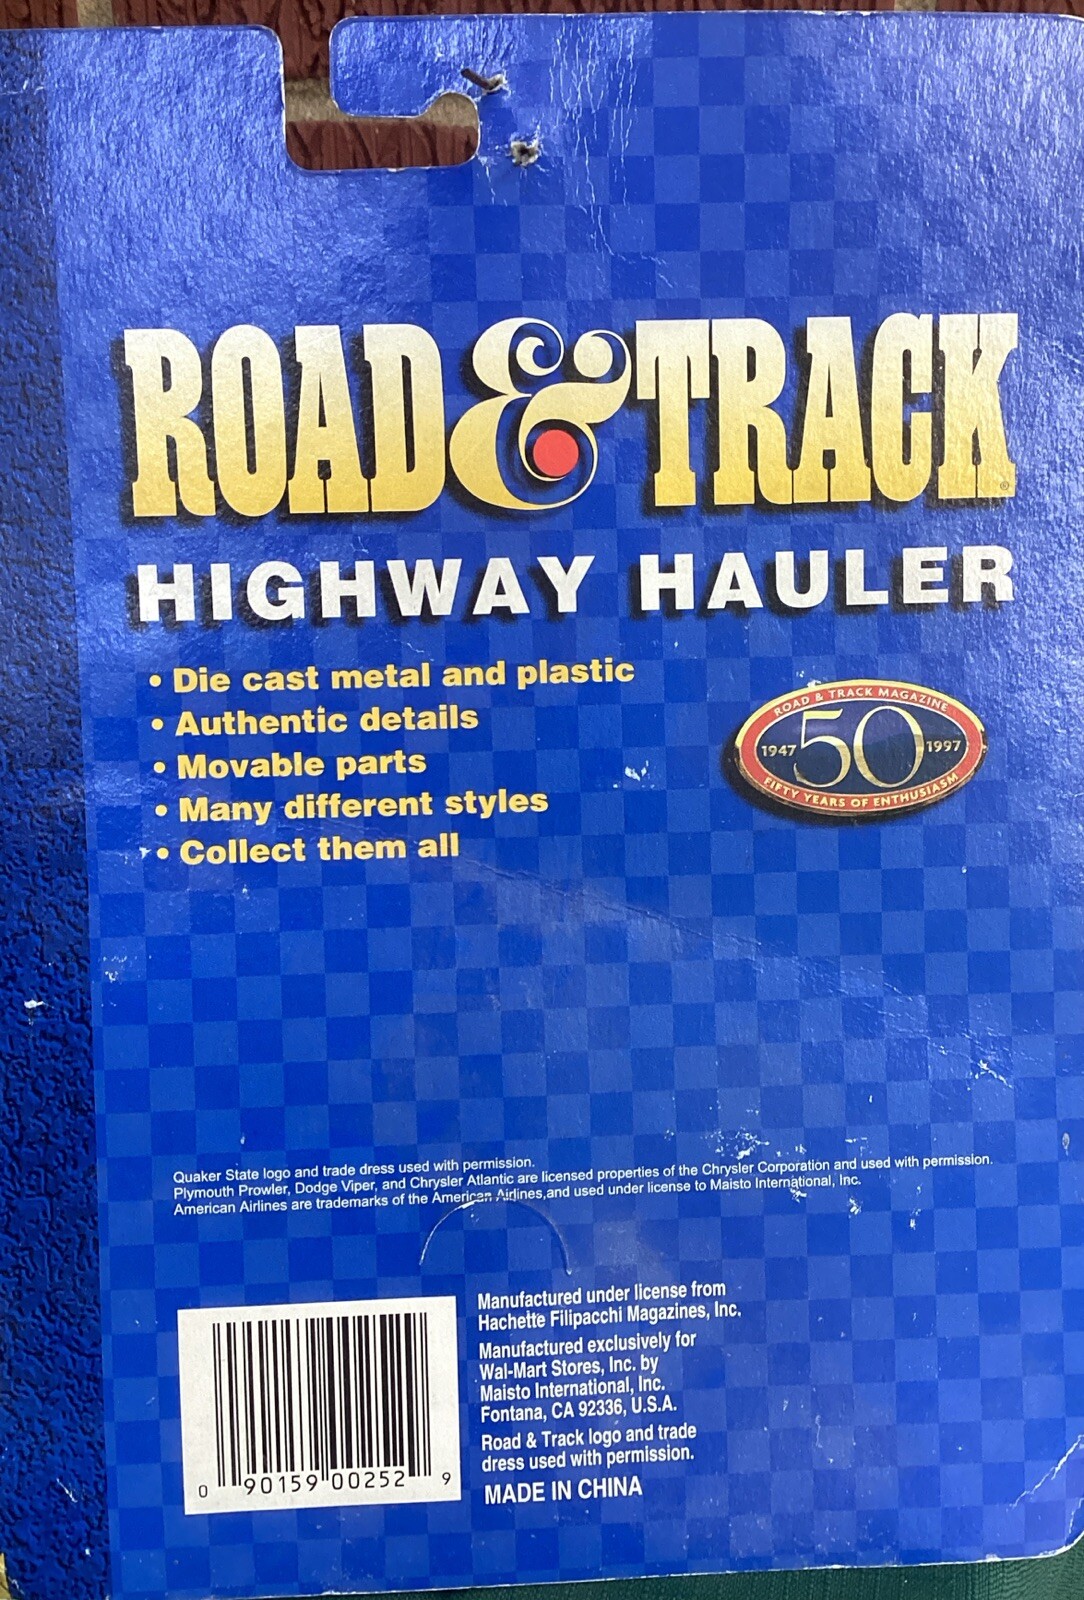 ROAD & TRACK®
HIGHWAY HAULER
• Die cast metal and plastic
• Authentic details
• Movable parts
• Many different styles
• Collect them all
ROAD & TRACK MAGAZINE
1947 50 1997
FIFTY YEARS OF ENTHUSIASM
Quaker State logo and trade dress used with permission.
Plymouth Prowler, Dodge Viper, and Chrysler Atlantic are licensed properties of the Chrysler Corporation and used with permission.
American Airlines are trademarks of the American Airlines,and used under license to Maisto International, Inc.
Manufactured under license from
Hachette Filipacchi Magazines, Inc.
Manufactured exclusively for
Wal-Mart Stores, Inc. by
Maisto International, Inc.
Fontana, CA 92336, U.S.A.
Road & Track logo and trade
dress used with permission.
MADE IN CHINA
0 90159 00252 9